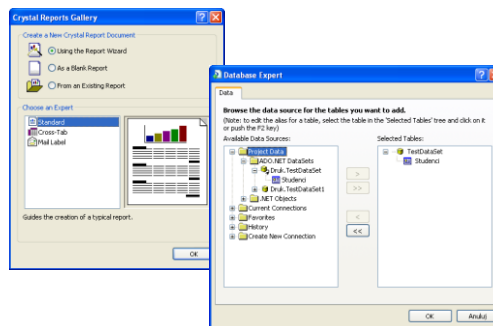 Crystal Reports Gallery
Create a New Crystal Report Document
Using the Report Wizard
As a Blank Report
From an Existing Report
Choose an Expert
Standard
Cross-Tab
Mail Label
Guides the creation of a typical report.
OK
Database Expert
Data
Browse the data source for the tables you want to add.
(Note: to edit the alias for a table, select the table in the 'Selected Tables' tree and click on it
or push the F2 key)
Available Data Sources:
Selected Tables:
Project Data
ADO.NET DataSets
Druk.TestDataSet
Studenci
Druk.TestDataSet1
.NET Objects
Current Connections
Favorites
History
Create New Connection
>
>>
<
<<
TestDataSet
Studenci
OK
Anuluj